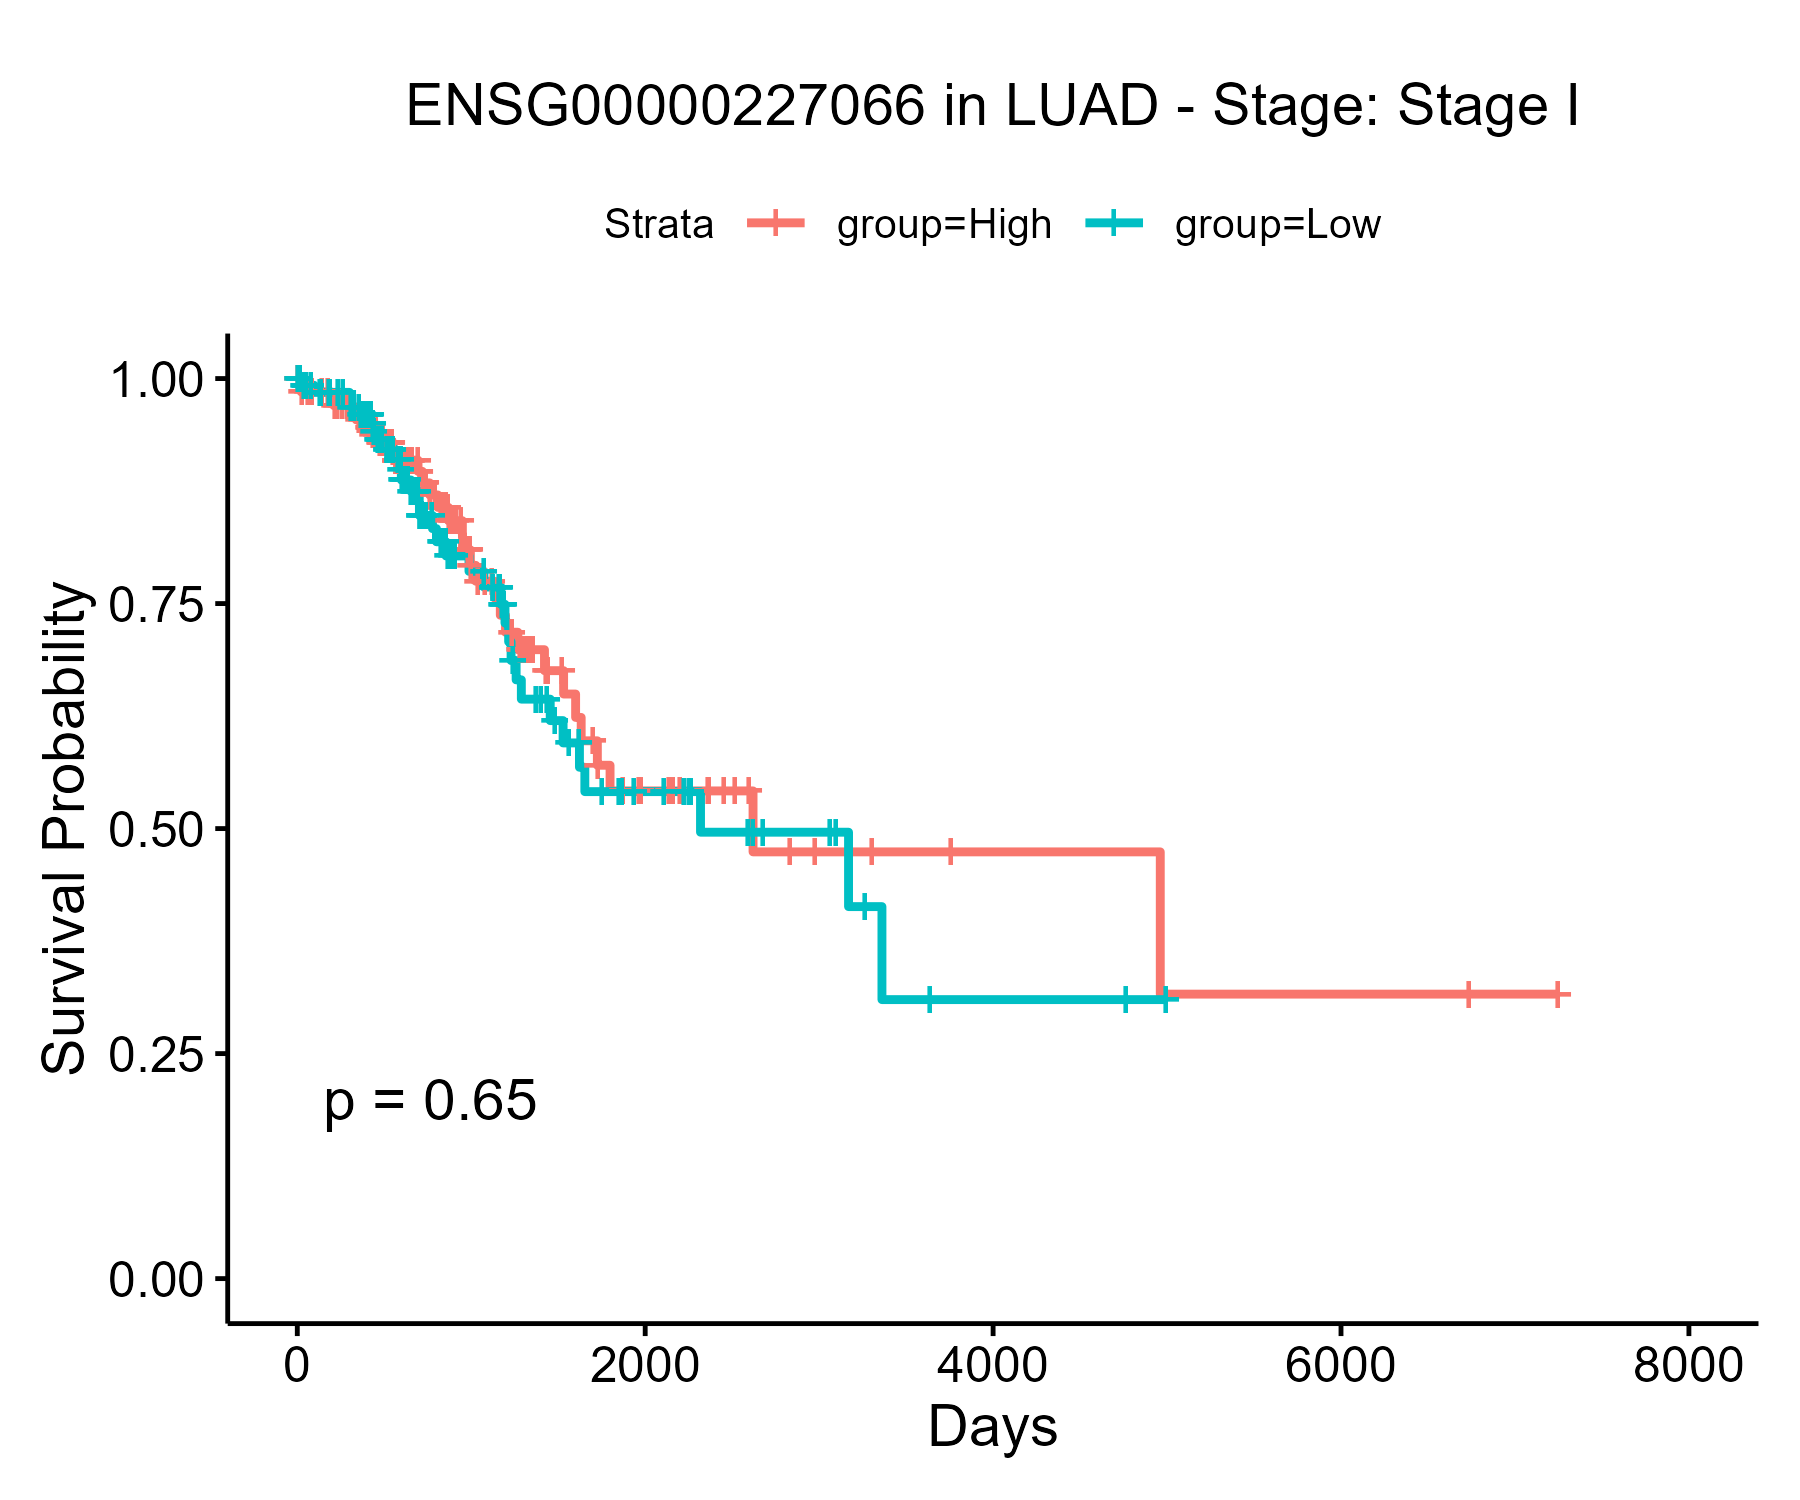 ENSG00000227066 in LUAD - Stage: Stage I
Strata group=High group=Low
Survival Probability
1.00
0.75
0.50
0.25
0.00
p = 0.65
0 2000 4000 6000 8000
Days